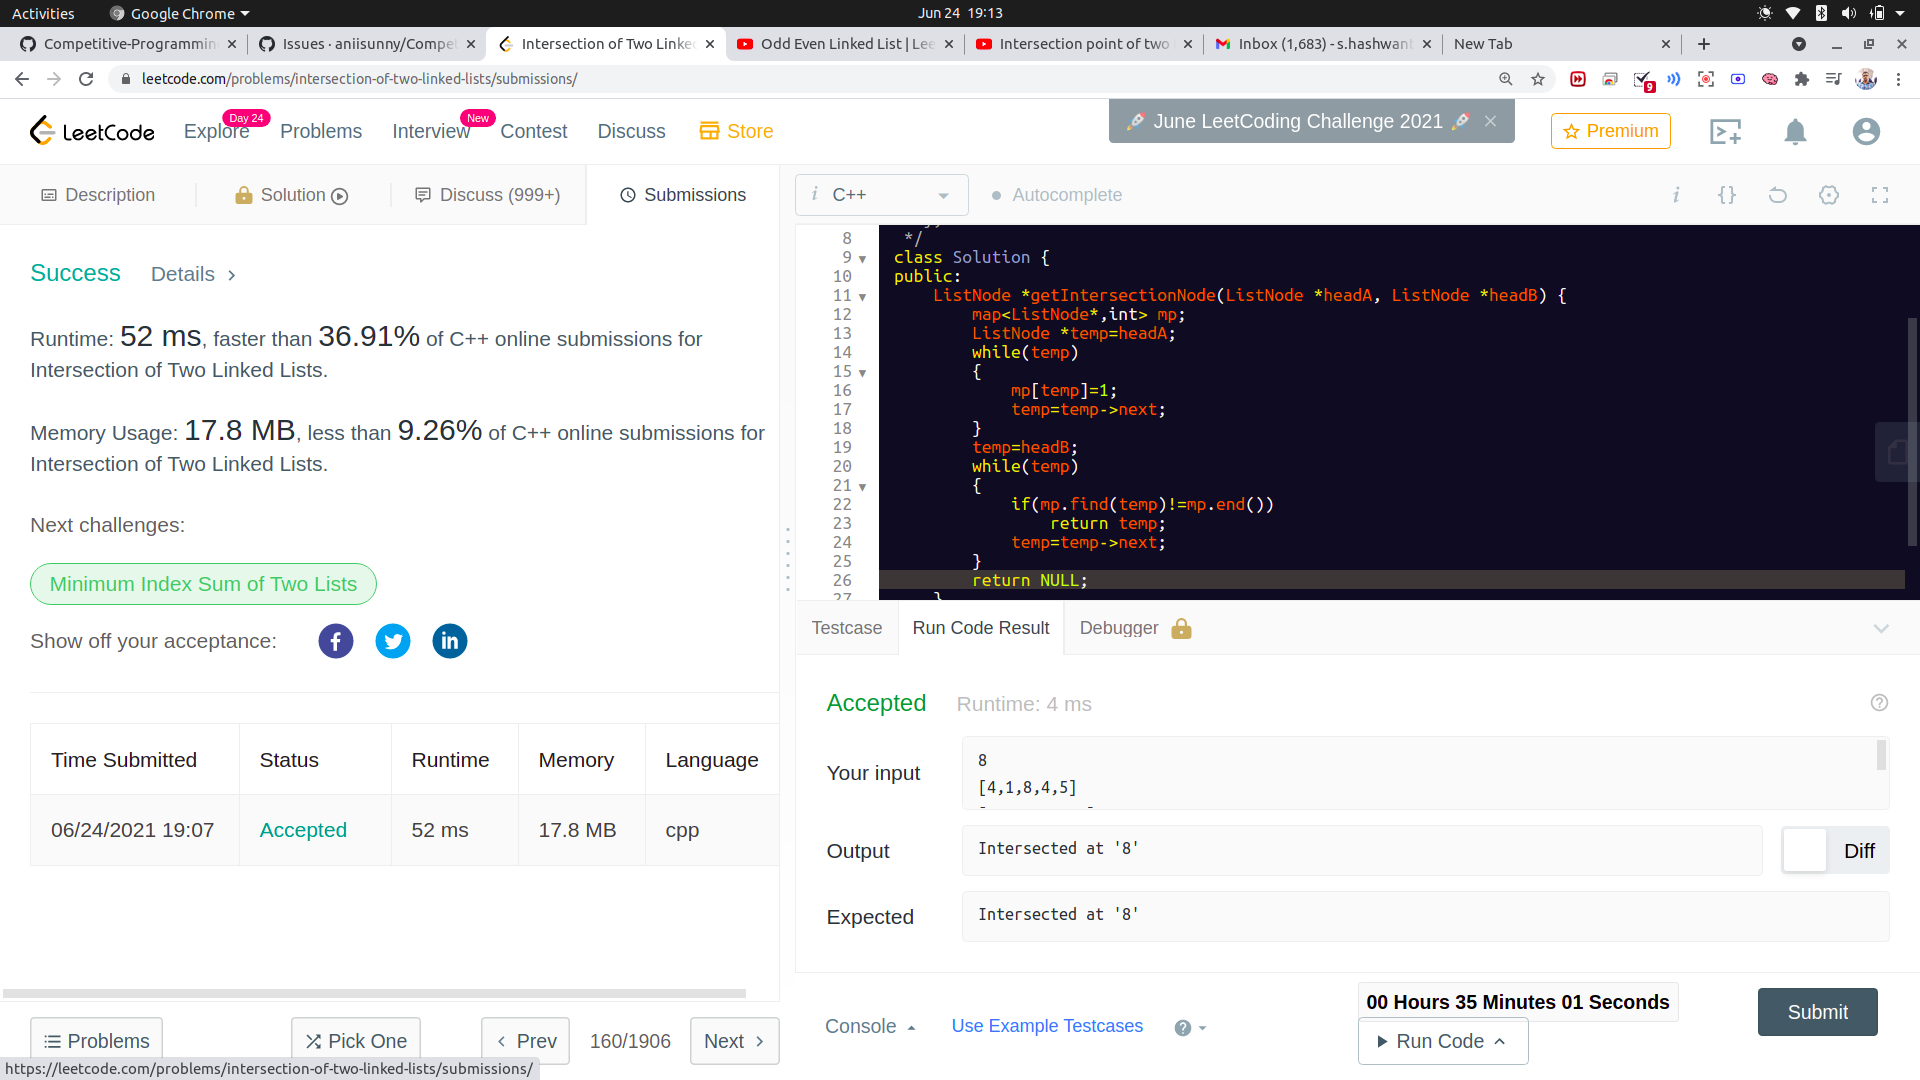 Activities
Google Chrome
Jun 24 19:13
Competitive-Programmin
Issues · aniisunny/Compet
Intersection of Two Linked
Odd Even Linked List | Lee
Intersection point of two
Inbox (1,683) - s.hashwanth
New Tab
leetcode.com/problems/intersection-of-two-linked-lists/submissions/
9
LeetCode
Explore
Day 24
Problems
Interview
New
Contest
Discuss
Store
🚀 June LeetCoding Challenge 2021 🚀
Premium
Description
Solution
Discuss (999+)
Submissions
i C++
Autocomplete
Success
Details
Runtime: 52 ms, faster than 36.91% of C++ online submissions for
Intersection of Two Linked Lists.
Memory Usage: 17.8 MB, less than 9.26% of C++ online submissions for
Intersection of Two Linked Lists.
Next challenges:
Minimum Index Sum of Two Lists
Show off your acceptance:
Time Submitted Status Runtime Memory Language
06/24/2021 19:07 Accepted 52 ms 17.8 MB cpp
8 */
9 class Solution {
10 public:
11 ListNode *getIntersectionNode(ListNode *headA, ListNode *headB) {
12 map<ListNode*,int> mp;
13 ListNode *temp=headA;
14 while(temp)
15 {
16 mp[temp]=1;
17 temp=temp->next;
18 }
19 temp=headB;
20 while(temp)
21 {
22 if(mp.find(temp)!=mp.end())
23 return temp;
24 temp=temp->next;
25 }
26 return NULL;
27 }
Testcase
Run Code Result
Debugger
Accepted
Runtime: 4 ms
Your input
8
[4,1,8,4,5]
Output
Intersected at '8'
Diff
Expected
Intersected at '8'
Problems
Pick One
Prev
160/1906
Next
Console
Use Example Testcases
00 Hours 35 Minutes 01 Seconds
Run Code
Submit
https://leetcode.com/problems/intersection-of-two-linked-lists/submissions/